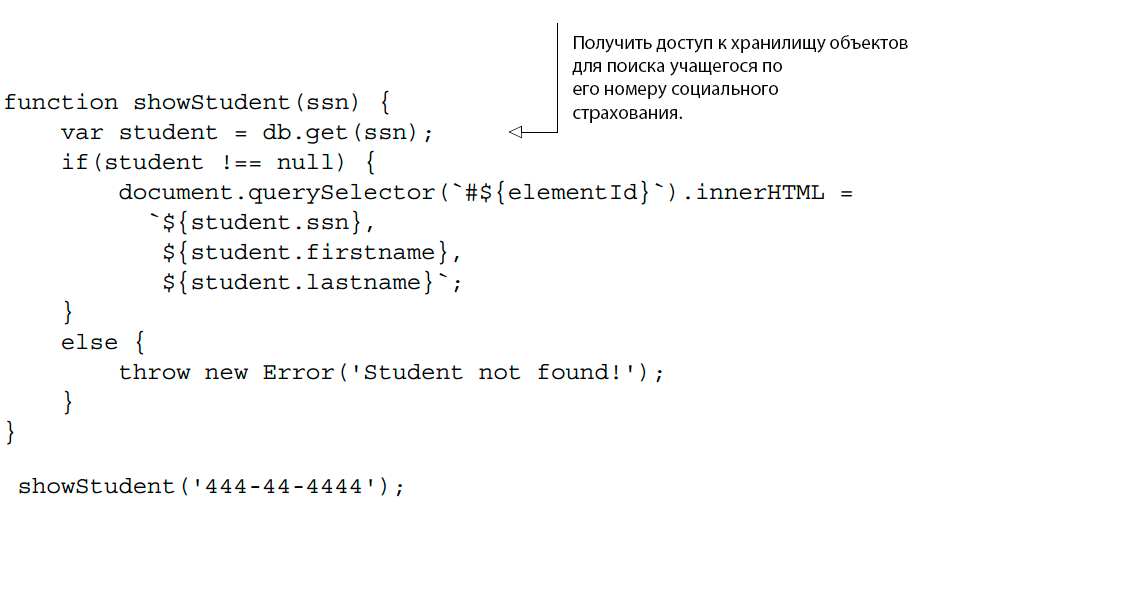 Получить доступ к хранилищу объектов
для поиска учащегося по
его номеру социального
страхования.
function showStudent(ssn) {
    var student = db.get(ssn);
    if(student !== null) {
        document.querySelector(`#${elementId}`).innerHTML =
          `${student.ssn},
           ${student.firstname},
           ${student.lastname}`;
    }
    else {
        throw new Error('Student not found!');
    }
}
showStudent('444-44-4444');